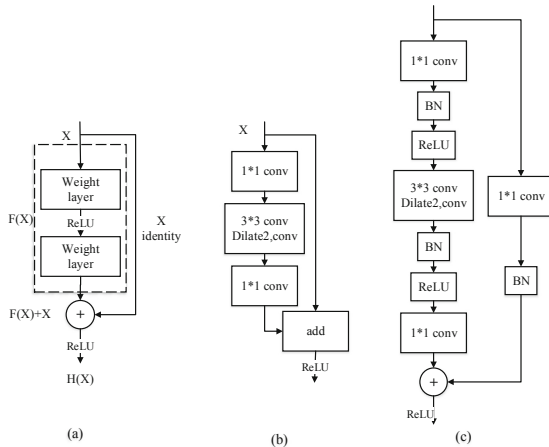 X
Weight
layer
F(X)
ReLU
X
identity
Weight
layer
F(X)+X
+
ReLU
H(X)
(a)
X
1*1 conv
3*3 conv
Dilate2,conv
1*1 conv
add
ReLU
(b)
1*1 conv
BN
ReLU
3*3 conv
Dilate2,conv
1*1 conv
BN
BN
ReLU
1*1 conv
+
ReLU
(c)